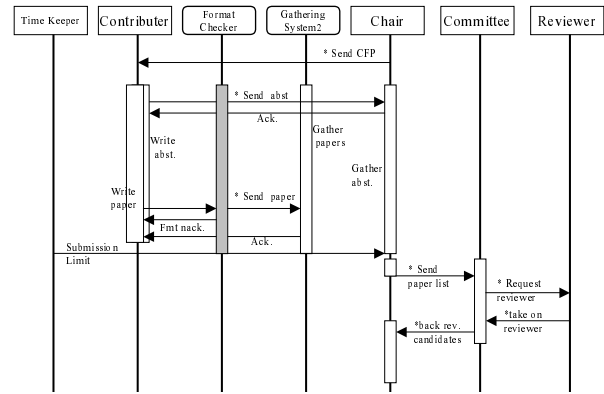 Time Keeper
Contributer
Format
Checker
Gathering
System2
Chair
Committee
Reviewer
* Send CFP
* Send abst
Ack.
Gather
papers
Write
abst.
Gather
abst.
Write
paper
* Send paper
Fmt nack.
Ack.
Submission
Limit
* Send
paper list
* Request
reviewer
*take on
reviewer
*back rev.
candidates